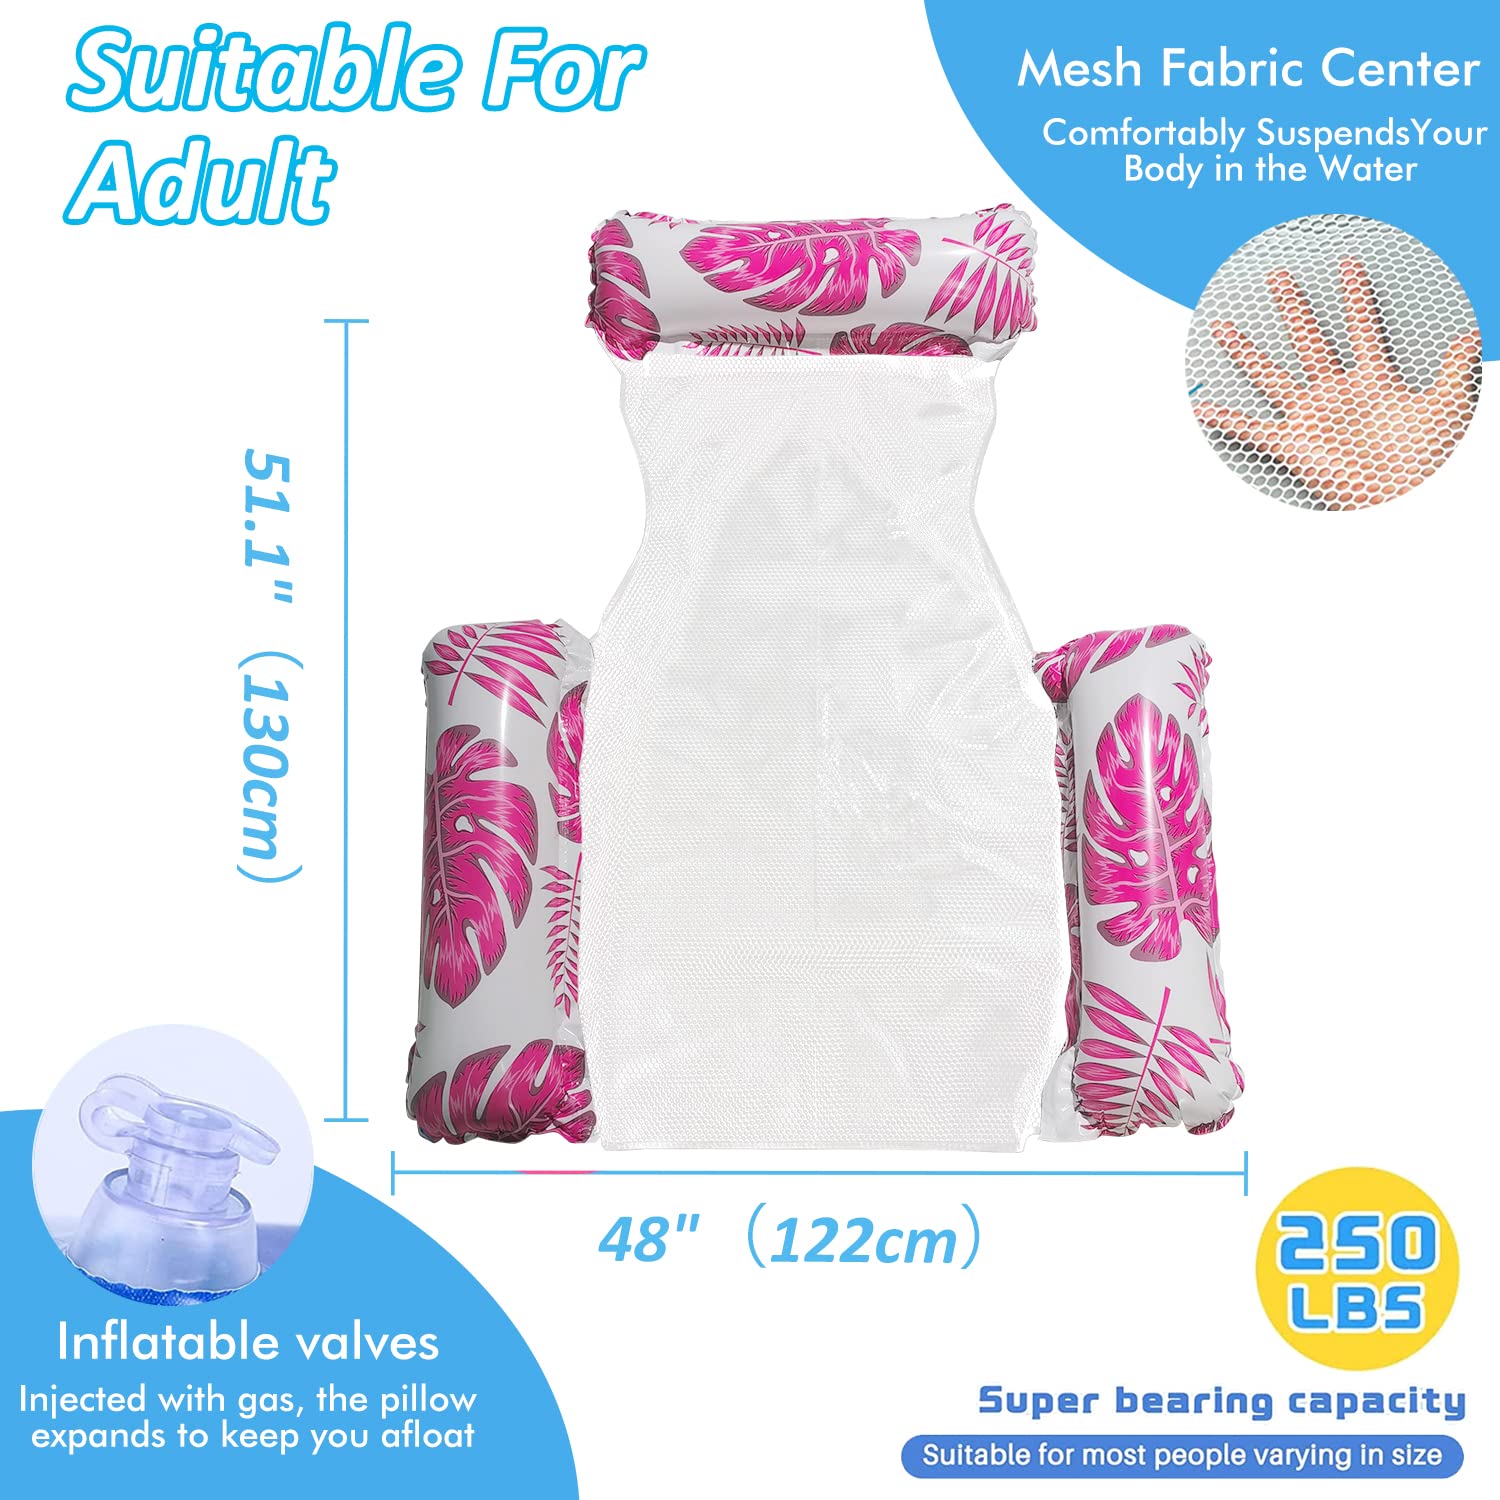 Suitable For
Adult
Mesh Fabric Center
Comfortably SuspendsYour
Body in the Water
51.1" (130cm)
48" (122cm)
Inflatable valves
Injected with gas, the pillow
expands to keep you afloat
250
LBS
Super bearing capacity
Suitable for most people varying in size